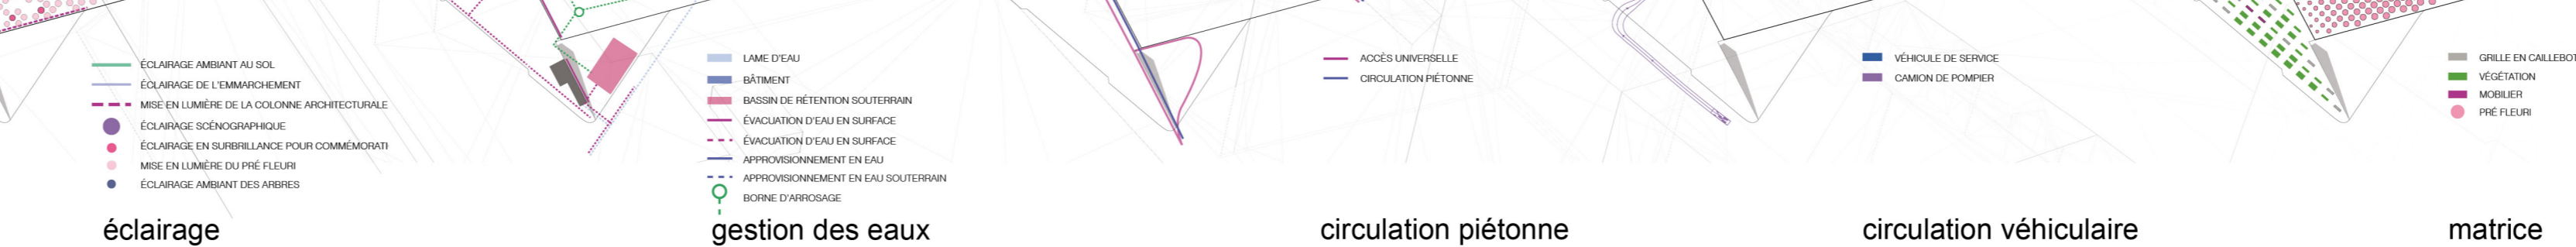 ÉCLAIRAGE AMBIANT AU SOL
ÉCLAIRAGE DE L'EMMARCHEMENT
MISE EN LUMIÈRE DE LA COLONNE ARCHITECTURALE
ÉCLAIRAGE SCÉNOGRAPHIQUE
ÉCLAIRAGE EN SURBRILLANCE POUR COMMÉMORATI
MISE EN LUMIÈRE DU PRÉ FLEURI
ÉCLAIRAGE AMBIANT DES ARBRES
éclairage
LAME D'EAU
BÂTIMENT
BASSIN DE RÉTENTION SOUTERRAIN
ÉVACUATION D'EAU EN SURFACE
ÉVACUATION D'EAU EN SURFACE
APPROVISIONNEMENT EN EAU
APPROVISIONNEMENT EN EAU SOUTERRAIN
BORNE D'ARROSAGE
gestion des eaux
ACCÈS UNIVERSELLE
CIRCULATION PIÉTONNE
circulation piétonne
VÉHICULE DE SERVICE
CAMION DE POMPIER
circulation véhiculaire
GRILLE EN CAILLEBOT
VÉGÉTATION
MOBILIER
PRÉ FLEURI
matrice